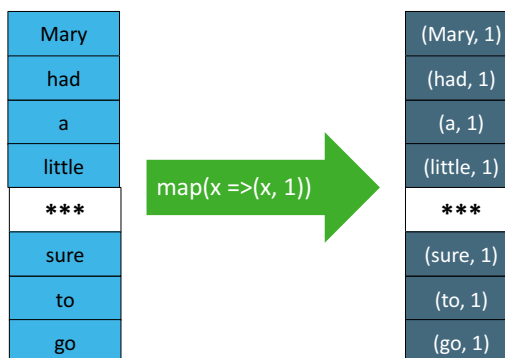 Mary
had
a
little
***
sure
to
go
map(x =>(x, 1))
(Mary, 1)
(had, 1)
(a, 1)
(little, 1)
***
(sure, 1)
(to, 1)
(go, 1)